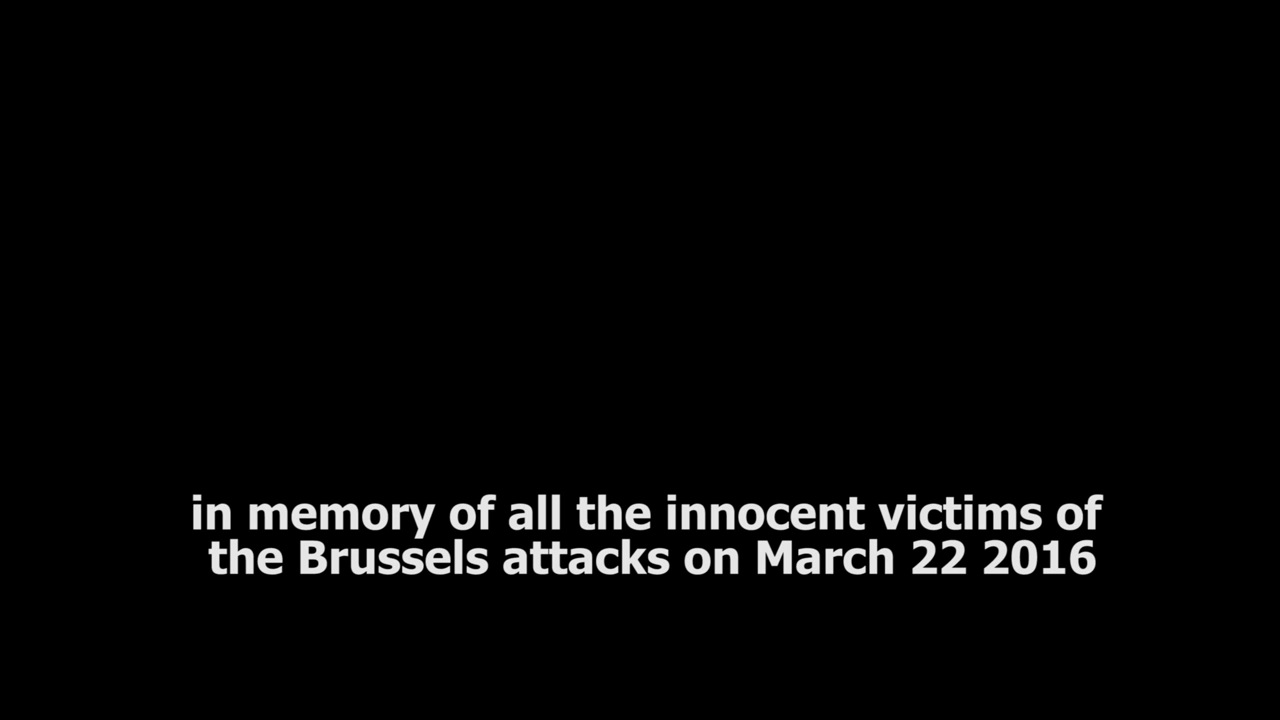 in memory of all the innocent victims of
the Brussels attacks on March 22 2016